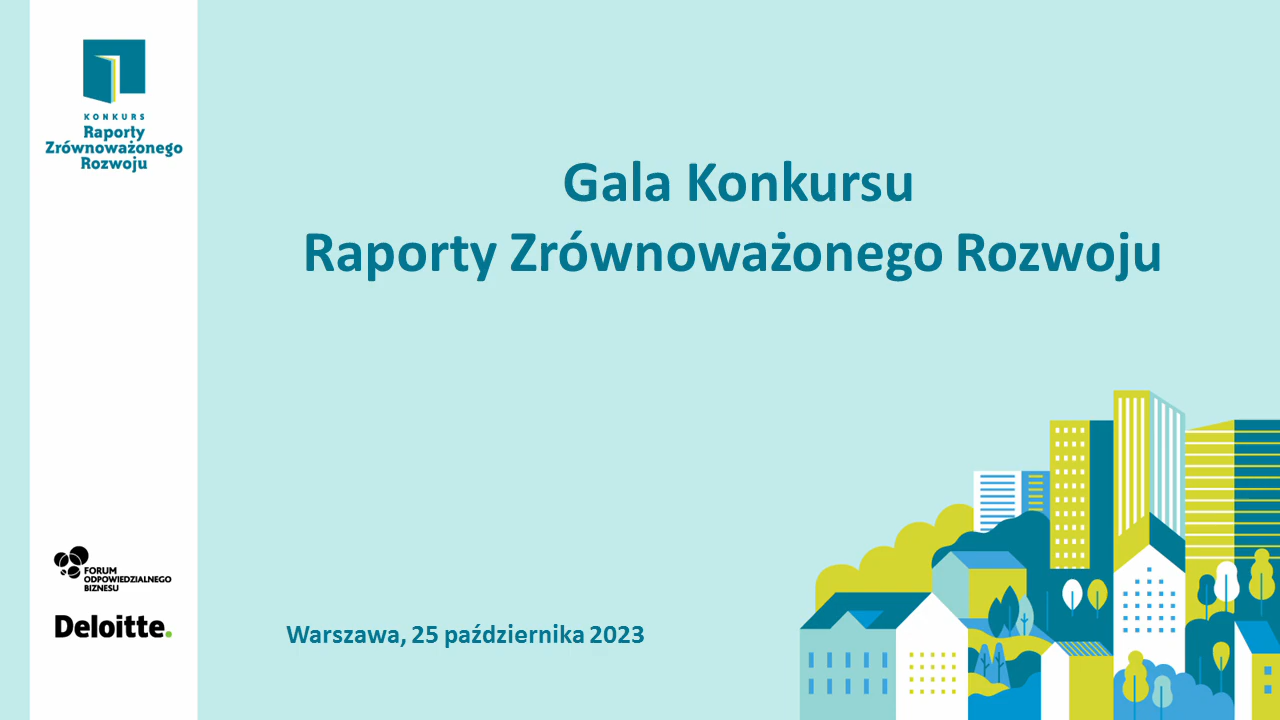 KONKURS
Raporty
Zrównoważonego
Rozwoju
Gala Konkursu
Raporty Zrównoważonego Rozwoju
FORUM
ODPOWIEDZIALNEGO
BIZNESU
Deloitte.
Warszawa, 25 października 2023